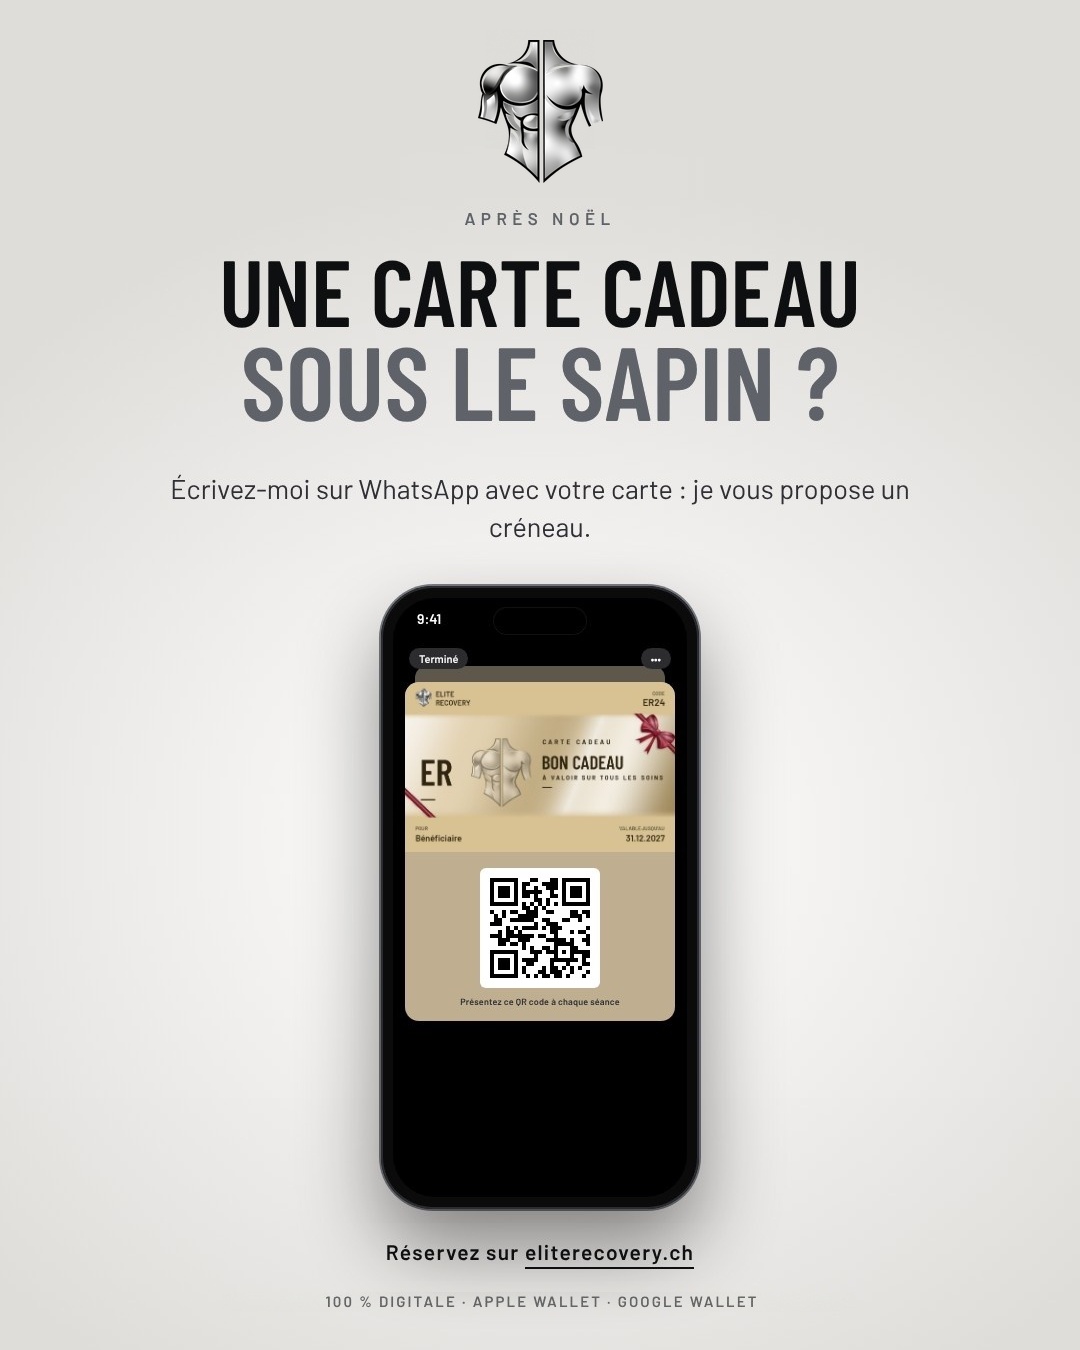 APRÈS NOËL
UNE CARTE CADEAU
SOUS LE SAPIN ?
Écrivez-moi sur WhatsApp avec votre carte : je vous propose un
créneau.
9:41
Terminé
•••
ELITE
RECOVERY
CODE
ER24
CARTE CADEAU
BON CADEAU
À VALOIR SUR TOUS LES SOINS
ER
POUR
Bénéficiaire
VALABLE JUSQU'AU
31.12.2027
Présentez ce QR code à chaque séance
Réservez sur eliterecovery.ch
100 % DIGITALE · APPLE WALLET · GOOGLE WALLET